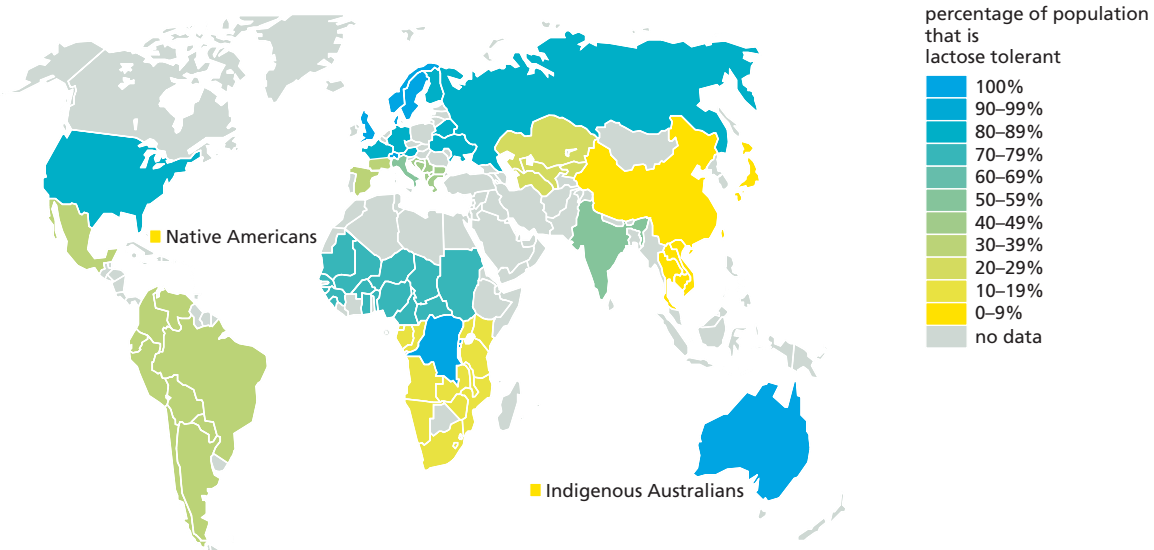 percentage of population
that is
lactose tolerant
100%
90–99%
80–89%
70–79%
60–69%
50–59%
40–49%
30–39%
20–29%
10–19%
0–9%
no data
Native Americans
Indigenous Australians